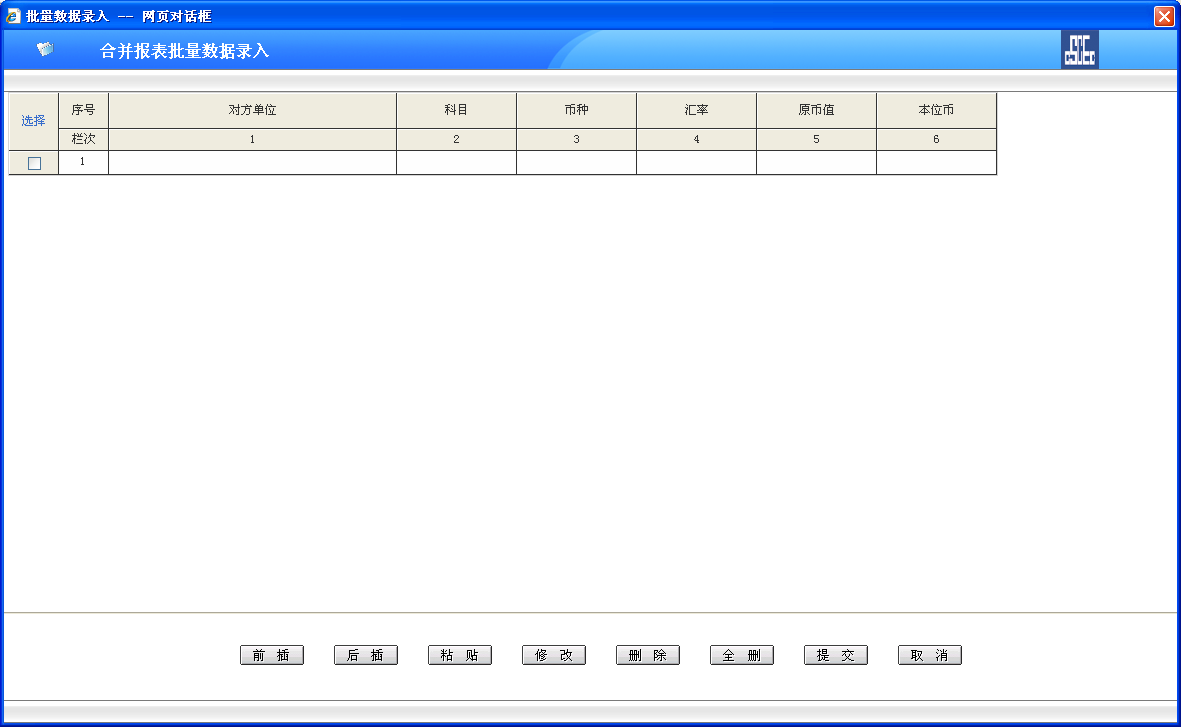 批量数据录入 -- 网页对话框
合并报表批量数据录入
CSCEC
选择 序号 对方单位 科目 币种 汇率 原币值 本位币
栏次 1 2 3 4 5 6
1
前 插 后 插 粘 贴 修 改 删 除 全 删 提 交 取 消